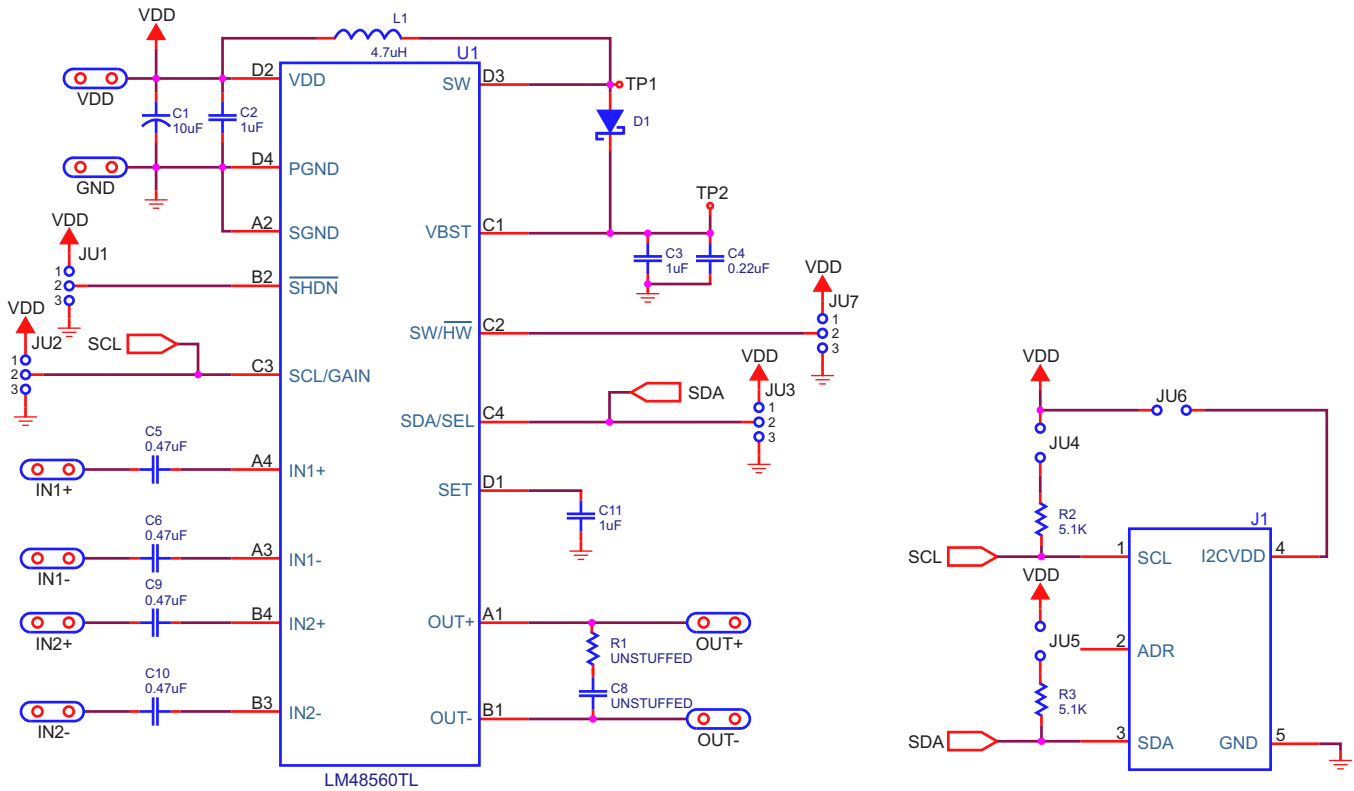 VDD
L1
4.7uH
U1
D2
VDD
SW
D3
TP1
VDD
C1
10uF
C2
1uF
D1
D4
PGND
GND
TP2
A2
SGND
VBST
C1
VDD
JU1
1
2
3
B2
SHDN
C3
1uF
C4
0.22uF
VDD
JU7
1
2
3
SW/HW
C2
VDD
JU2
1
2
3
SCL
C3
SCL/GAIN
SDA/SEL
C4
SDA
VDD
JU3
1
2
3
C5
0.47uF
A4
IN1+
IN1+
SET
D1
C11
1uF
C6
0.47uF
A3
IN1-
IN1-
C9
0.47uF
B4
IN2+
IN2+
OUT+
A1
OUT+
R1
UNSTUFFED
C8
UNSTUFFED
C10
0.47uF
B3
IN2-
IN2-
OUT-
B1
OUT-
LM48560TL
VDD
JU6
JU4
R2
5.1K
J1
SCL
1
SCL
I2CVDD
4
VDD
JU5
2
ADR
R3
5.1K
SDA
3
SDA
GND
5